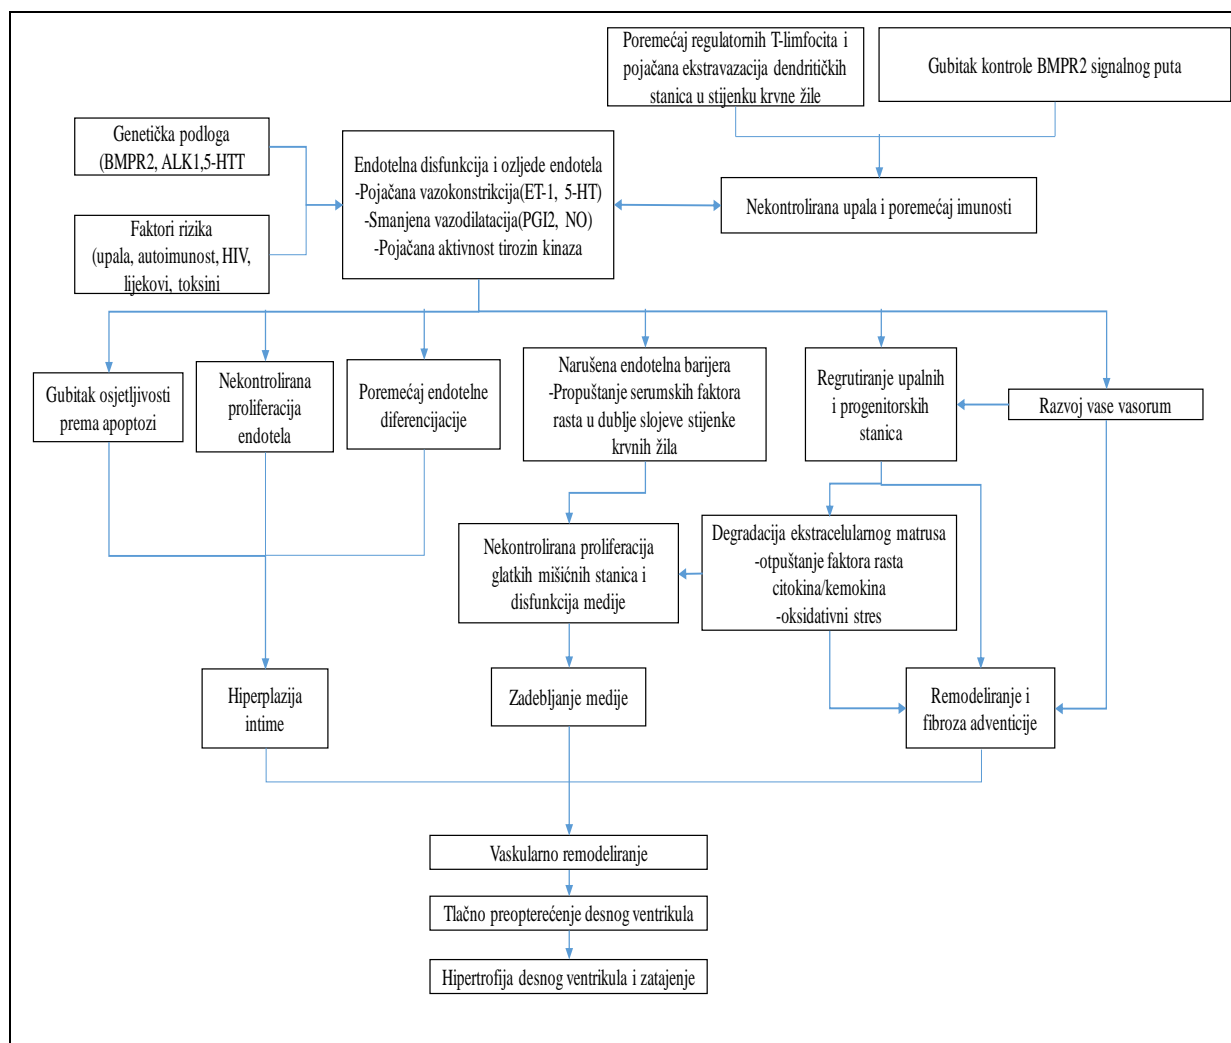 Poremećaj regulatornih T-limfocita i
pojačana ekstravazacija dendritičkih
stanica u stijenku krvne žile
Gubitak kontrole BMPR2 signalnog puta
Genetička podloga
(BMPR2, ALK1,5-HTT
Endotelna disfunkcija i ozljede endotela
-Pojačana vazokonstrikcija(ET-1, 5-HT)
-Smanjena vazodilatacija(PGI2, NO)
-Pojačana aktivnost tirozin kinaza
Nekontrolirana upala i poremećaj imunosti
Faktori rizika
(upala, autoimunost, HIV,
lijekovi, toksini
Gubitak osjetljivosti
prema apoptozi
Nekontrolirana
proliferacija
endotela
Poremećaj endotelne
diferencijacije
Narušena endotelna barijera
-Propuštanje serumskih faktora
rasta u dublje slojeve stijenke
krvnih žila
Regrutiranje upalnih
i progenitorskih
stanica
Razvoj vase vasorum
Nekontrolirana proliferacija
glatkih mišićnih stanica i
disfunkcija medije
Degradacija ekstracelularnog matrusa
-otpuštanje faktora rasta
citokina/kemokina
-oksidativni stres
Hiperplazija
intime
Zadebljanje medije
Remodeliranje i
fibroza adventicije
Vaskularno remodeliranje
Tlačno preopterećenje desnog ventrikula
Hipertrofija desnog ventrikula i zatajenje